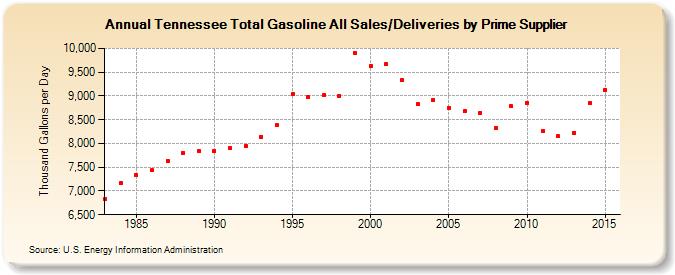 Annual Tennessee Total Gasoline All Sales/Deliveries by Prime Supplier
Thousand Gallons per Day
10,000
9,500
9,000
8,500
8,000
7,500
7,000
6,500
1985 1990 1995 2000 2005 2010 2015
Source: U.S. Energy Information Administration